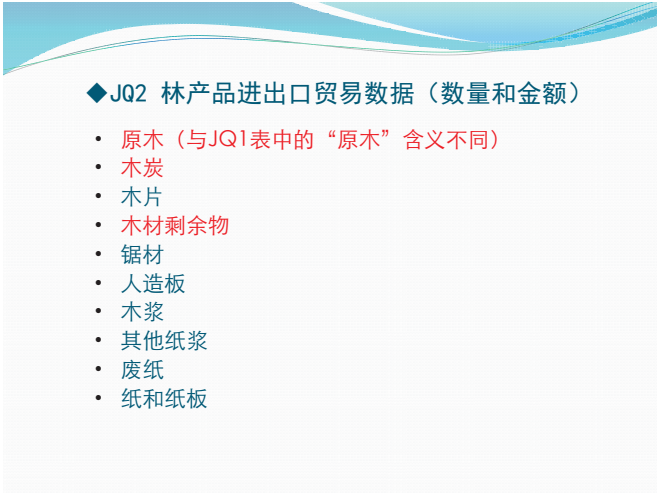 ◆JQ2 林产品进出口贸易数据（数量和金额）
• 原木（与JQ1表中的“原木”含义不同）
• 木炭
• 木片
• 木材剩余物
• 锯材
• 人造板
• 木浆
• 其他纸浆
• 废纸
• 纸和纸板